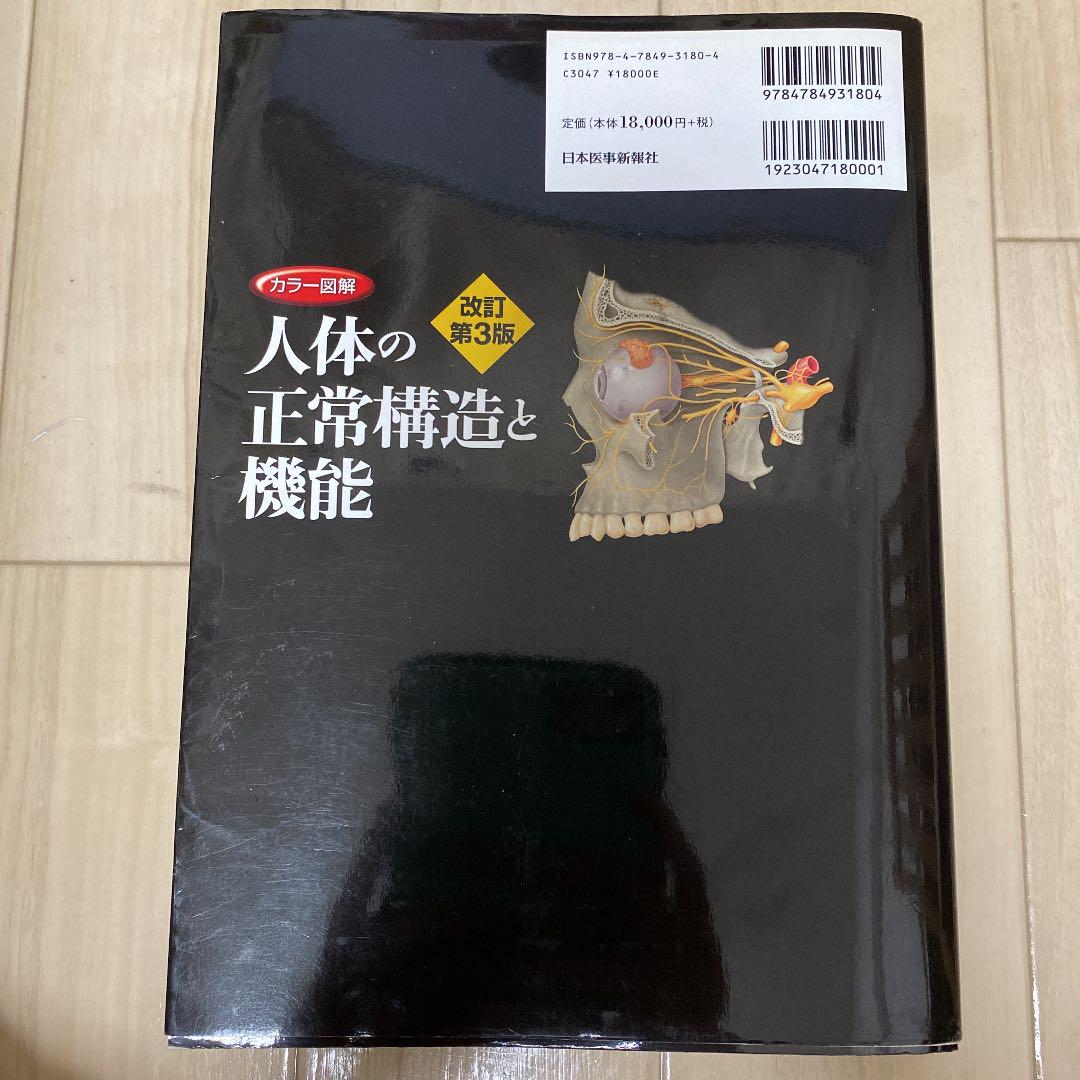 ISBN978-4-7849-3180-4
C3047 ¥18000E
9784784931804
定価(本体18,000円+税)
日本医事新報社
1923047180001
カラー図解
改訂
第3版
人体の
正常構造と
機能